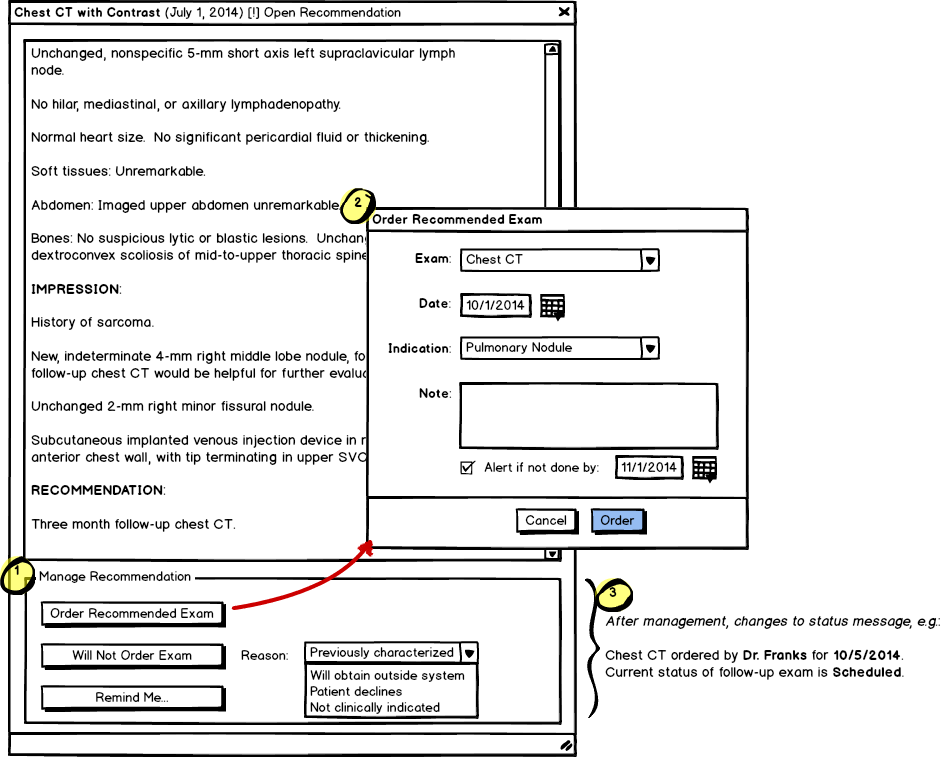 Chest CT with Contrast (July 1, 2014) [!] Open Recommendation
Unchanged, nonspecific 5-mm short axis left supraclavicular lymph
node.
No hilar, mediastinal, or axillary lymphadenopathy.
Normal heart size. No significant pericardial fluid or thickening.
Soft tissues: Unremarkable.
Abdomen: Imaged upper abdomen unremarkable
Bones: No suspicious lytic or blastic lesions.
dextroconvex scoliosis of mid-to-upper thoracic spine
IMPRESSION:
History of sarcoma.
New, indeterminate 4-mm right middle lobe nodule,
follow-up chest CT would be helpful for further
Unchanged 2-mm right minor fissural nodule.
Subcutaneous implanted venous injection device in
anterior chest wall, with tip terminating in upper SVC
RECOMMENDATION:
Three month follow-up chest CT.
1
Manage Recommendation
Order Recommended Exam
Will Not Order Exam
Reason:
Previously characterized
Will obtain outside system
Patient declines
Not clinically indicated
Remind Me...
2
Order Recommended Exam
Exam: Chest CT
Date: 10/1/2014
Indication: Pulmonary Nodule
Note:
Alert if not done by: 11/1/2014
Cancel
Order
3
After management, changes to status message, e.g.:
Chest CT ordered by Dr. Franks for 10/5/2014.
Current status of follow-up exam is Scheduled.